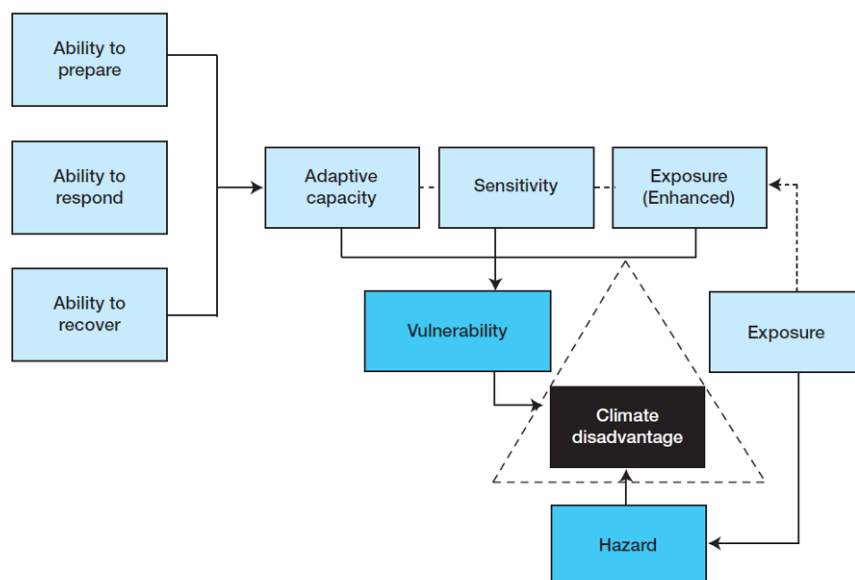 Ability to
prepare
Ability to
respond
Ability to
recover
Adaptive
capacity
Sensitivity
Exposure
(Enhanced)
Vulnerability
Exposure
Climate
disadvantage
Hazard